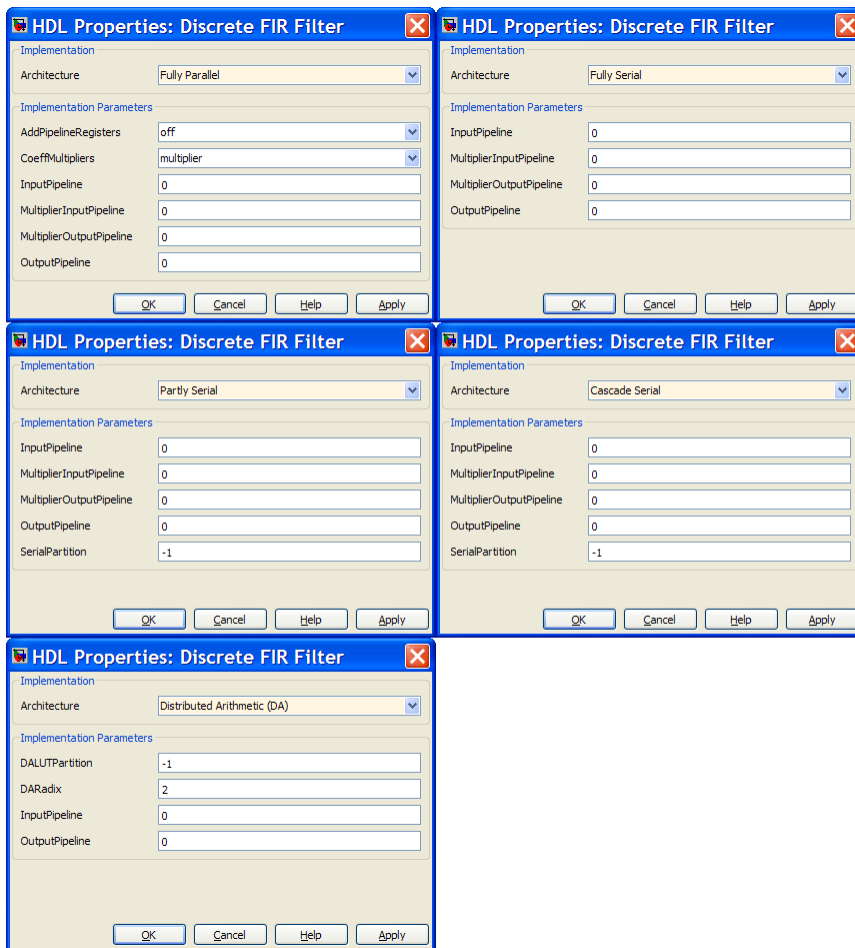 HDL Properties: Discrete FIR Filter
Implementation
Architecture Fully Parallel
Implementation Parameters
AddPipelineRegisters off
CoeffMultipliers multiplier
InputPipeline 0
MultiplierInputPipeline 0
MultiplierOutputPipeline 0
OutputPipeline 0
OK Cancel Help Apply
HDL Properties: Discrete FIR Filter
Implementation
Architecture Fully Serial
Implementation Parameters
InputPipeline 0
MultiplierInputPipeline 0
MultiplierOutputPipeline 0
OutputPipeline 0
OK Cancel Help Apply
HDL Properties: Discrete FIR Filter
Implementation
Architecture Partly Serial
Implementation Parameters
InputPipeline 0
MultiplierInputPipeline 0
MultiplierOutputPipeline 0
OutputPipeline 0
SerialPartition -1
OK Cancel Help Apply
HDL Properties: Discrete FIR Filter
Implementation
Architecture Cascade Serial
Implementation Parameters
InputPipeline 0
MultiplierInputPipeline 0
MultiplierOutputPipeline 0
OutputPipeline 0
SerialPartition -1
OK Cancel Help Apply
HDL Properties: Discrete FIR Filter
Implementation
Architecture Distributed Arithmetic (DA)
Implementation Parameters
DALUTPartition -1
DARadix 2
InputPipeline 0
OutputPipeline 0
OK Cancel Help Apply